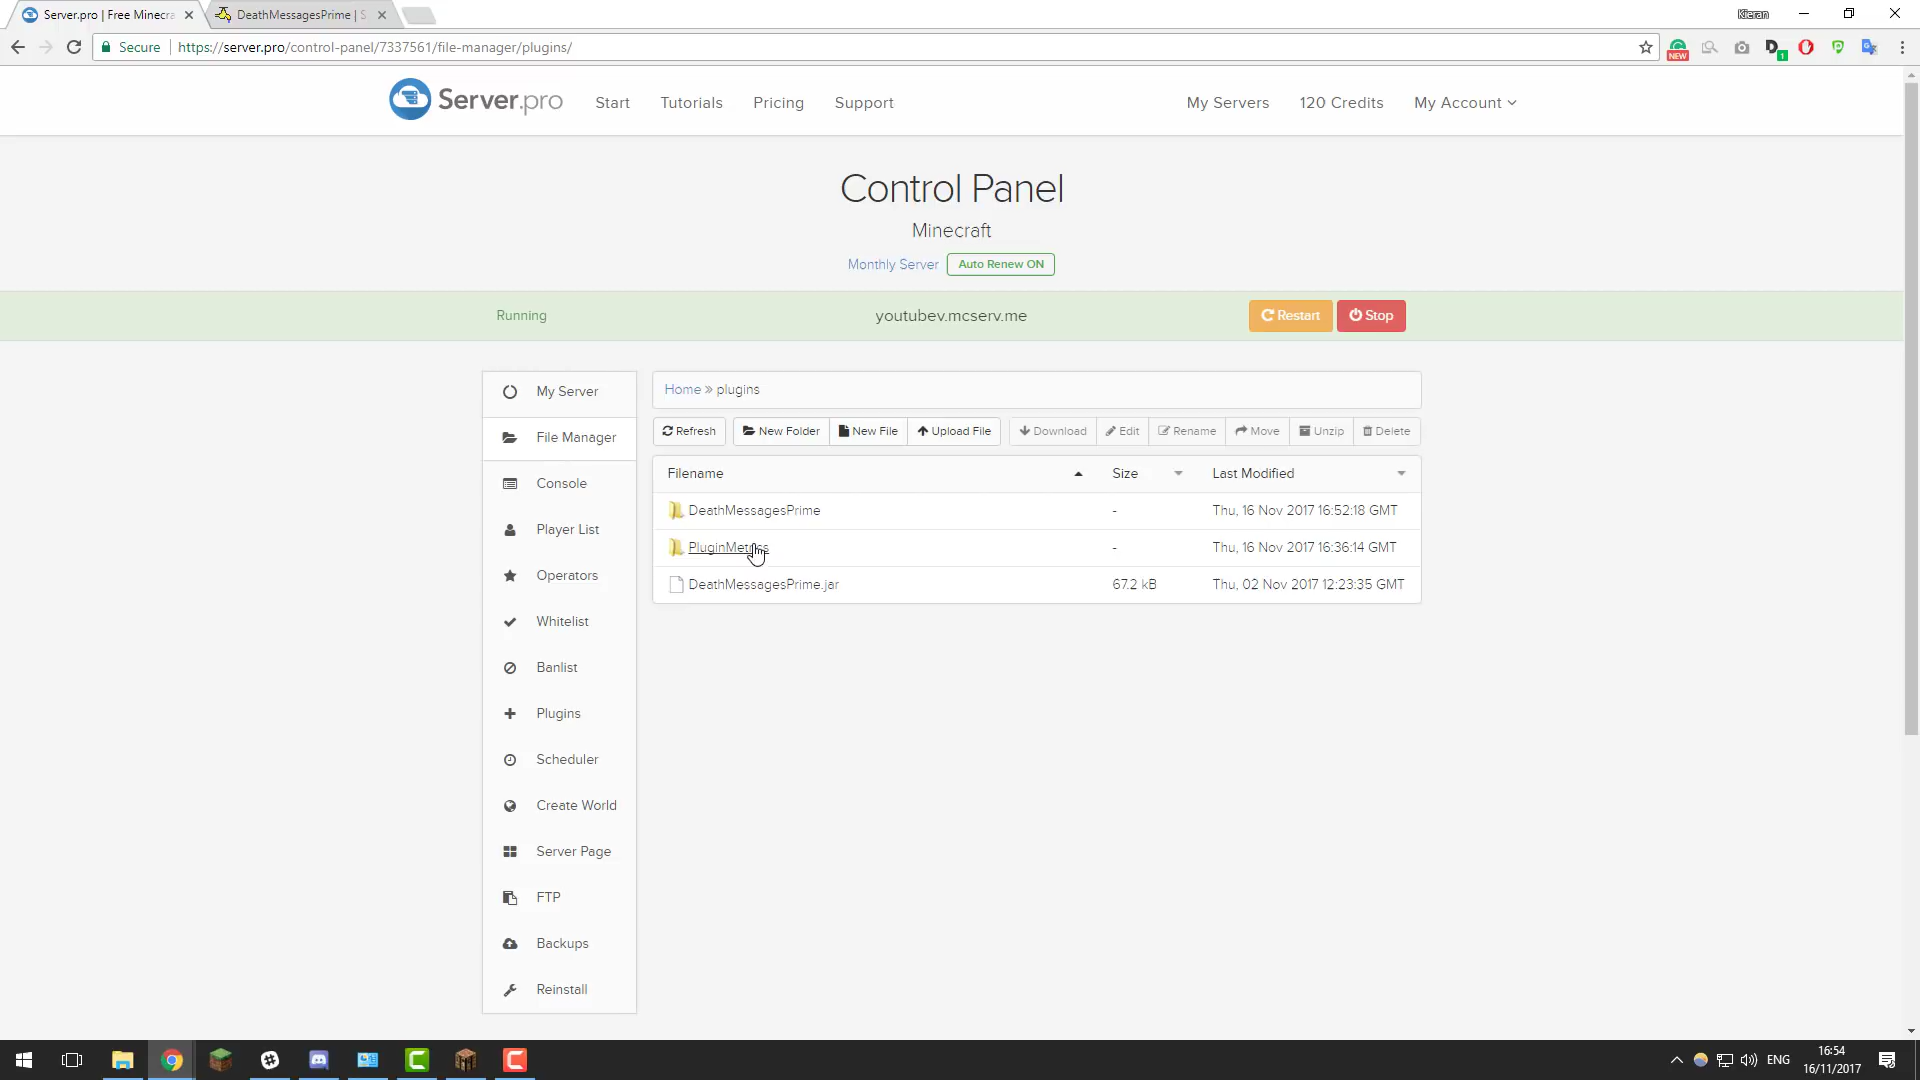 Server.pro | Free Minecra
DeathMessagesPrime | S
Kieran
Secure
https://server.pro/control-panel/7337561/file-manager/plugins/
NEW
1
Server.pro
Start
Tutorials
Pricing
Support
My Servers
120 Credits
My Account
Control Panel
Minecraft
Monthly Server
Auto Renew ON
Running
youtubev.mcserv.me
Restart
Stop
My Server
File Manager
Console
Player List
Operators
Whitelist
Banlist
Plugins
Scheduler
Create World
Server Page
FTP
Backups
Reinstall
Home » plugins
Refresh
New Folder
New File
Upload File
Download
Edit
Rename
Move
Unzip
Delete
Filename Size Last Modified
DeathMessagesPrime - Thu, 16 Nov 2017 16:52:18 GMT
PluginMetrics - Thu, 16 Nov 2017 16:36:14 GMT
DeathMessagesPrime.jar 67.2 kB Thu, 02 Nov 2017 12:23:35 GMT
ENG
16:54
16/11/2017